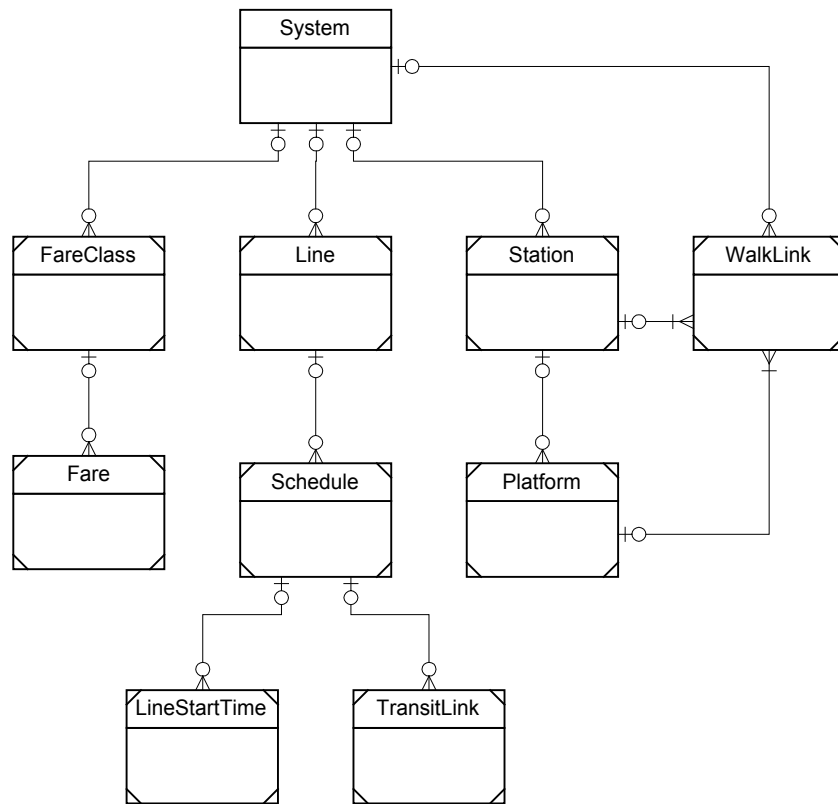 System
FareClass
Line
Station
WalkLink
Fare
Schedule
Platform
LineStartTime
TransitLink